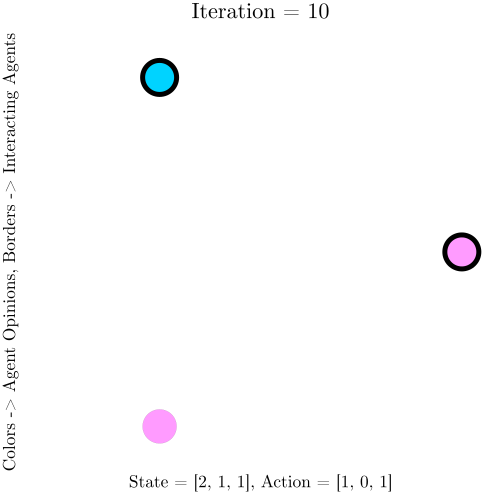 Iteration = 10
Colors -> Agent Opinions, Borders -> Interacting Agents
State = [2, 1, 1], Action = [1, 0, 1]